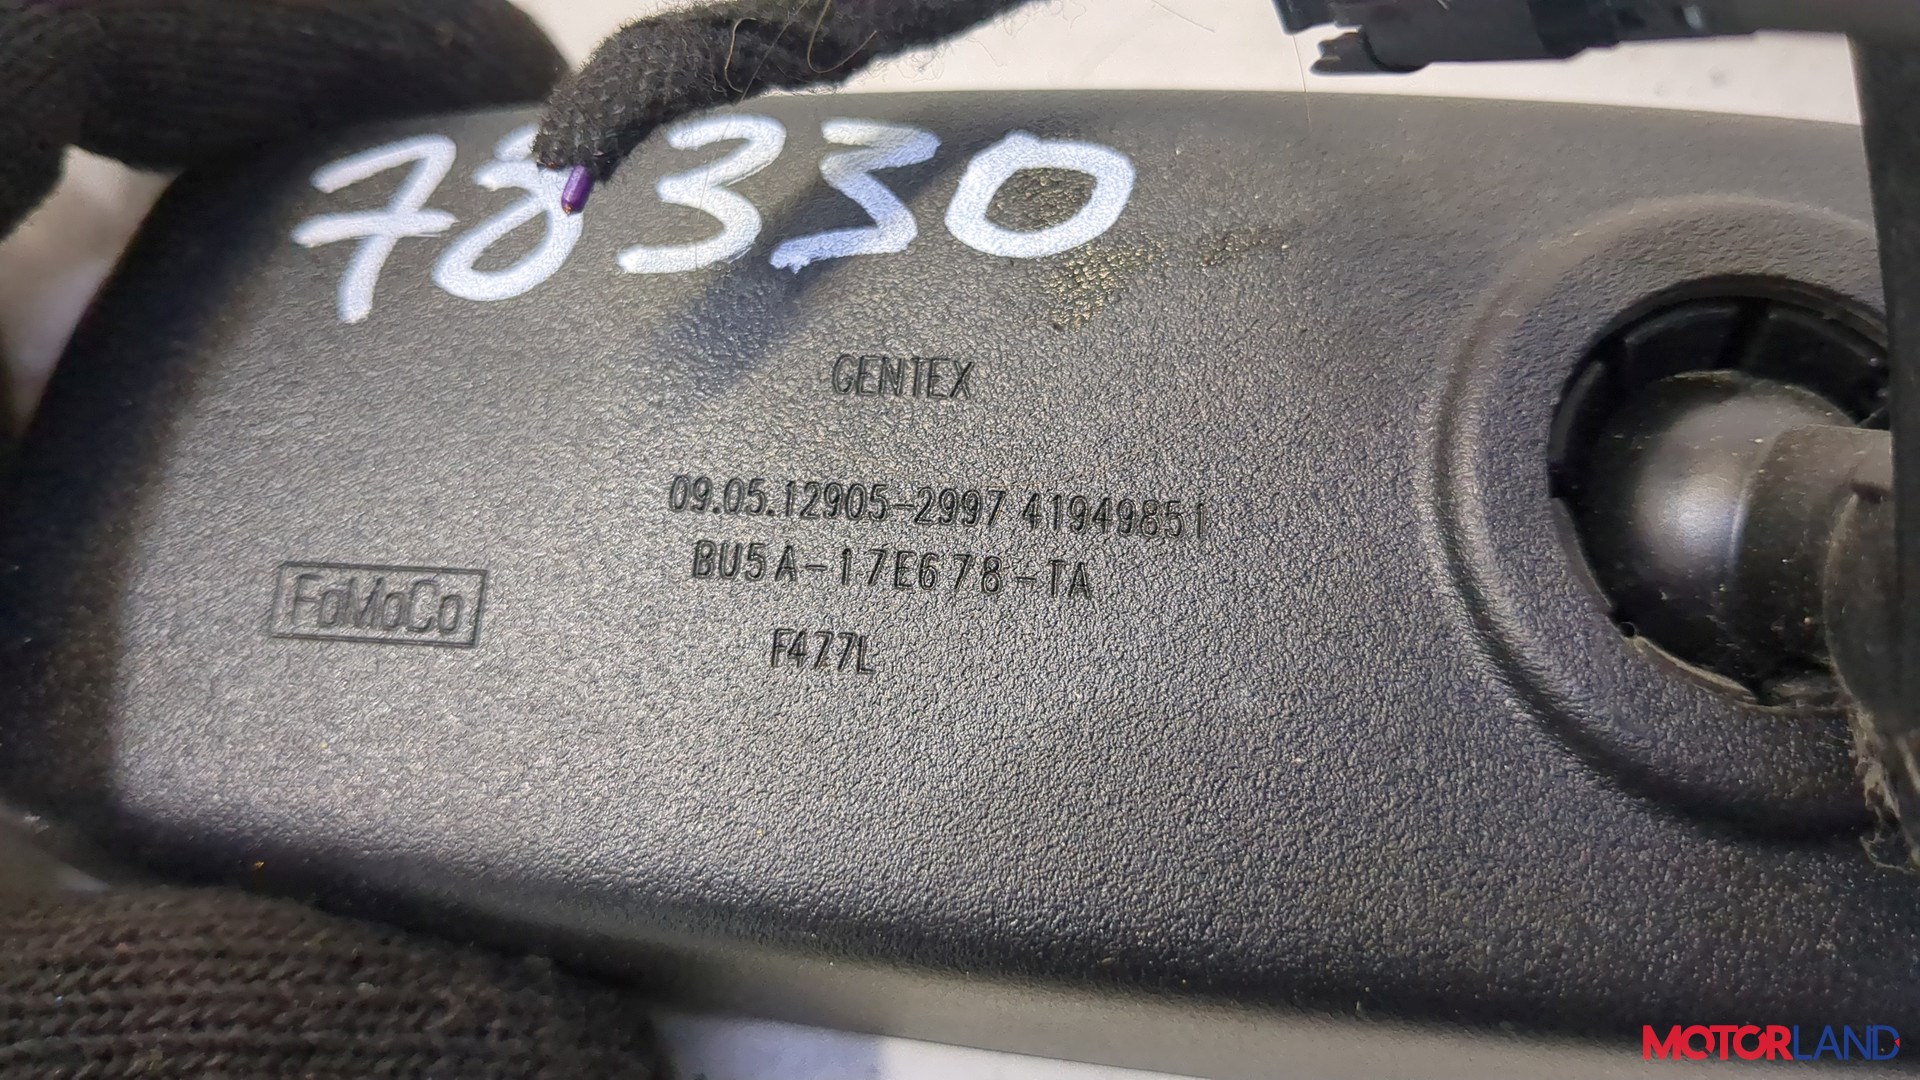 78330
GENTEX
09.05.12905-2997 41949851
BU5A-17E678-TA
FoMoCo
F477L
MOTORLAND